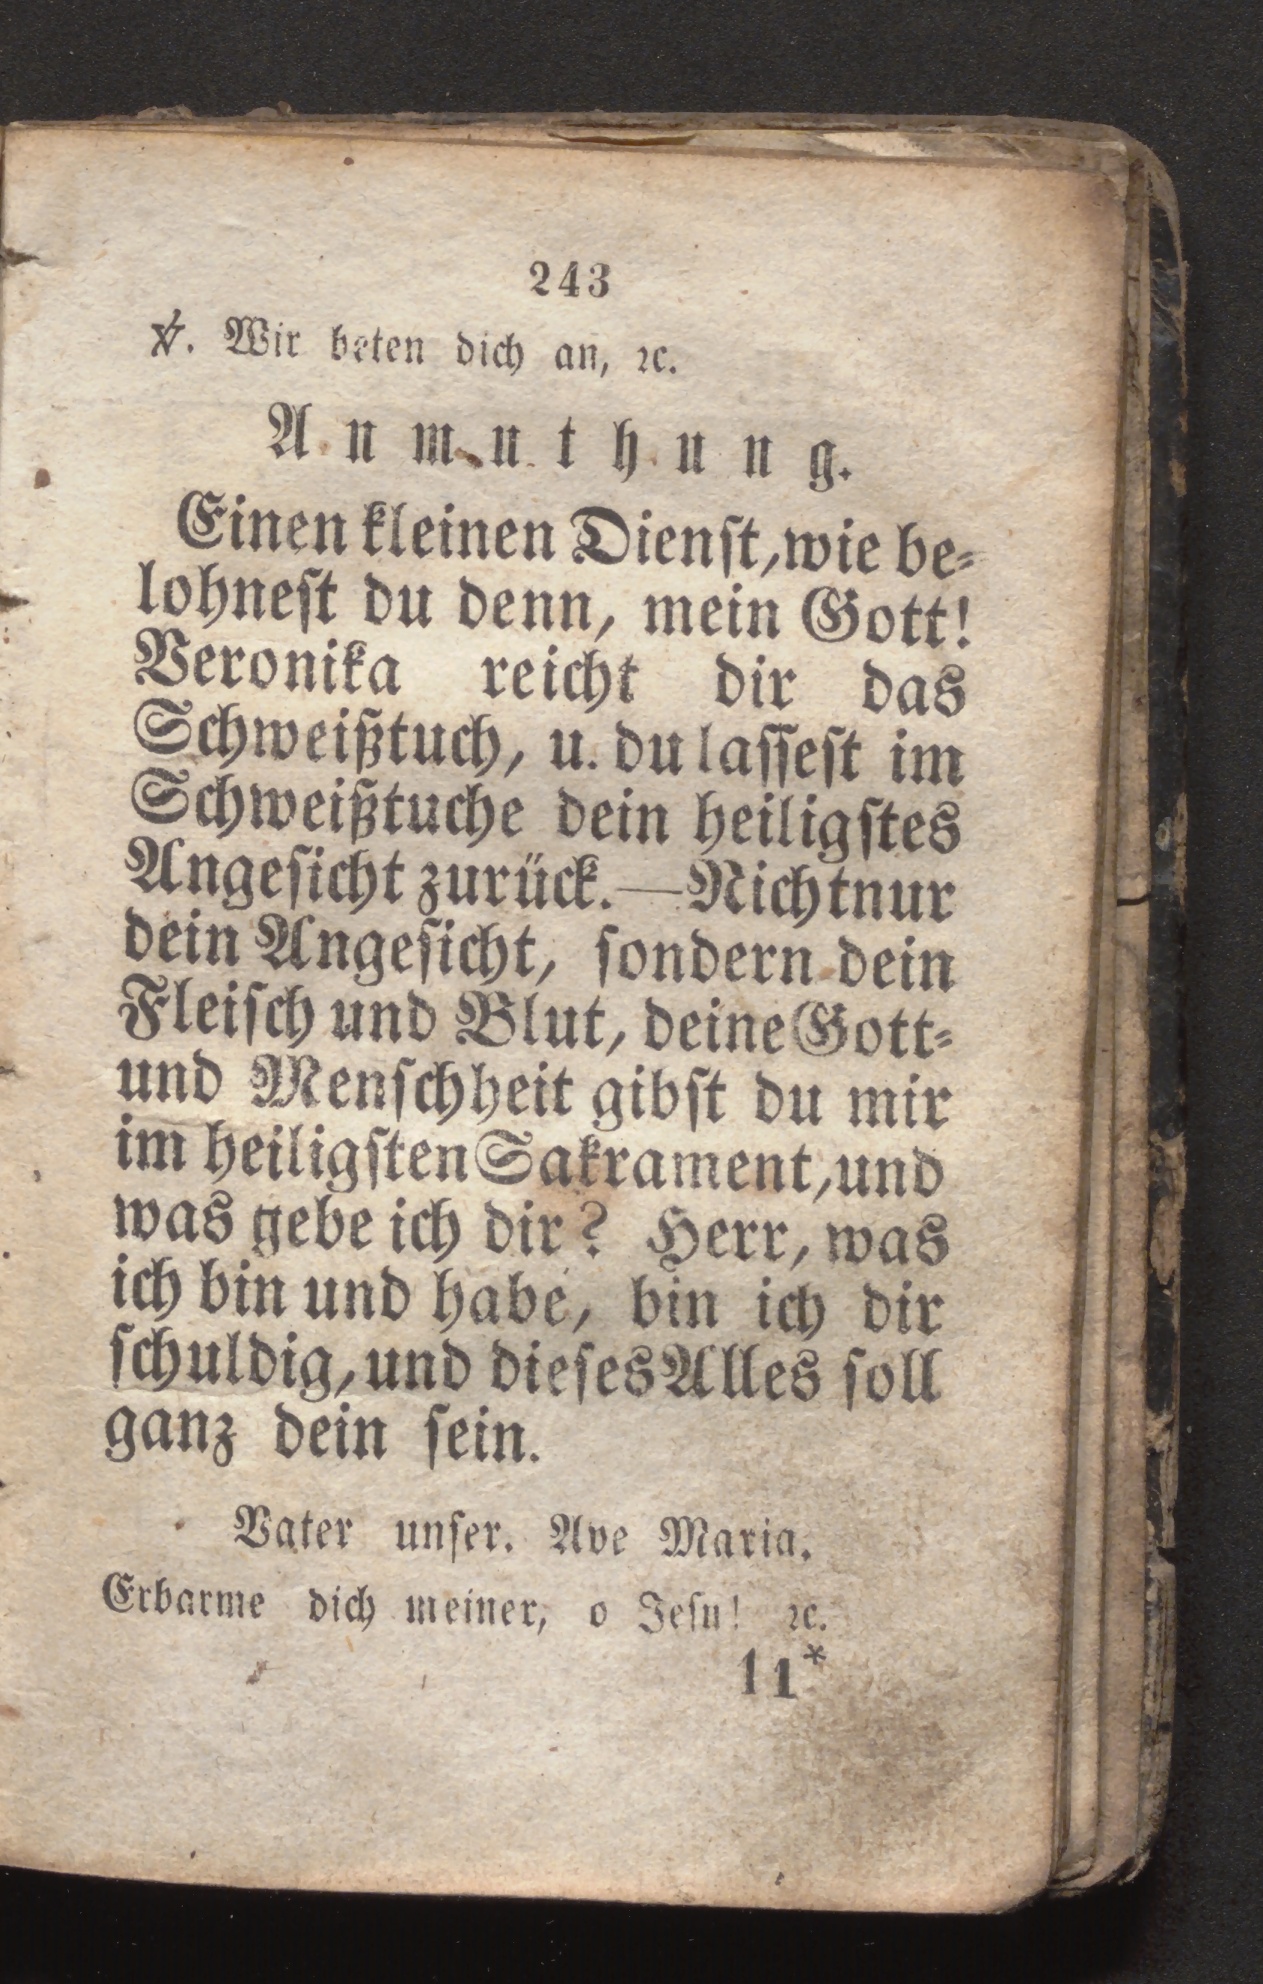 243
℣. Wir beten dich an, ꝛc.
Anmuthung.
Einen kleinen Dienst, wie be-
lohnest du denn, mein Gott!
Veronika reicht dir das
Schweißtuch, u. du lassest im
Schweißtuche dein heiligstes
Angesicht zurück.—Nicht nur
dein Angesicht, sondern dein
Fleisch und Blut, deine Gott-
und Menschheit gibst du mir
im heiligsten Sakrament, und
was gebe ich dir? Herr, was
ich bin und habe, bin ich dir
schuldig, und dieses Alles soll
ganz dein sein.
Vater unser. Ave Maria.
Erbarme dich meiner, o Jesu! ꝛc.
11*